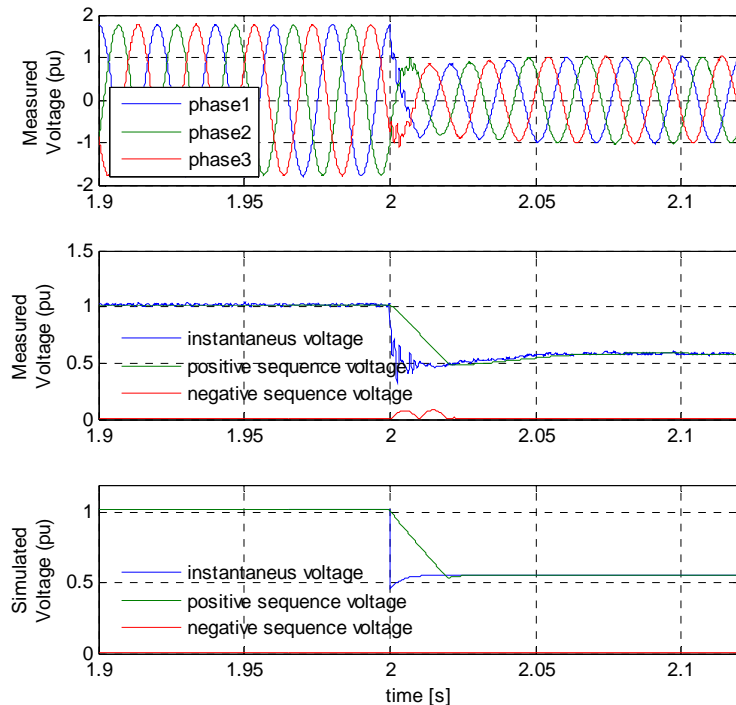 Measured
Voltage (pu)
2
1
0
-1
-2
phase1
phase2
phase3
1.9
1.95
2
2.05
2.1
Measured
Voltage (pu)
1.5
1
0.5
0
instantaneus voltage
positive sequence voltage
negative sequence voltage
1.9
1.95
2
2.05
2.1
Simulated
Voltage (pu)
1
0.5
0
instantaneus voltage
positive sequence voltage
negative sequence voltage
1.9
1.95
2
2.05
2.1
time [s]